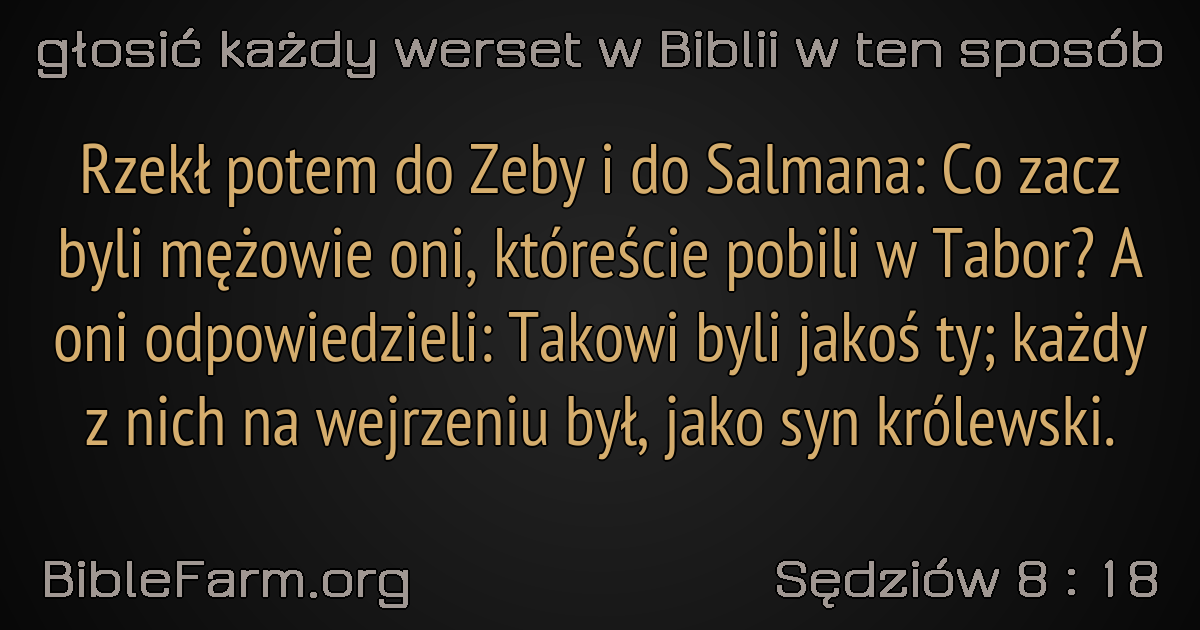 głosić każdy werset w Biblii w ten sposób
Rzekł potem do Zeby i do Salmana: Co zacz
byli mężowie oni, któreście pobili w Tabor? A
oni odpowiedzieli: Takowi byli jakoś ty; każdy
z nich na wejrzeniu był, jako syn królewski.
BibleFarm.org
Sędziów 8 : 18